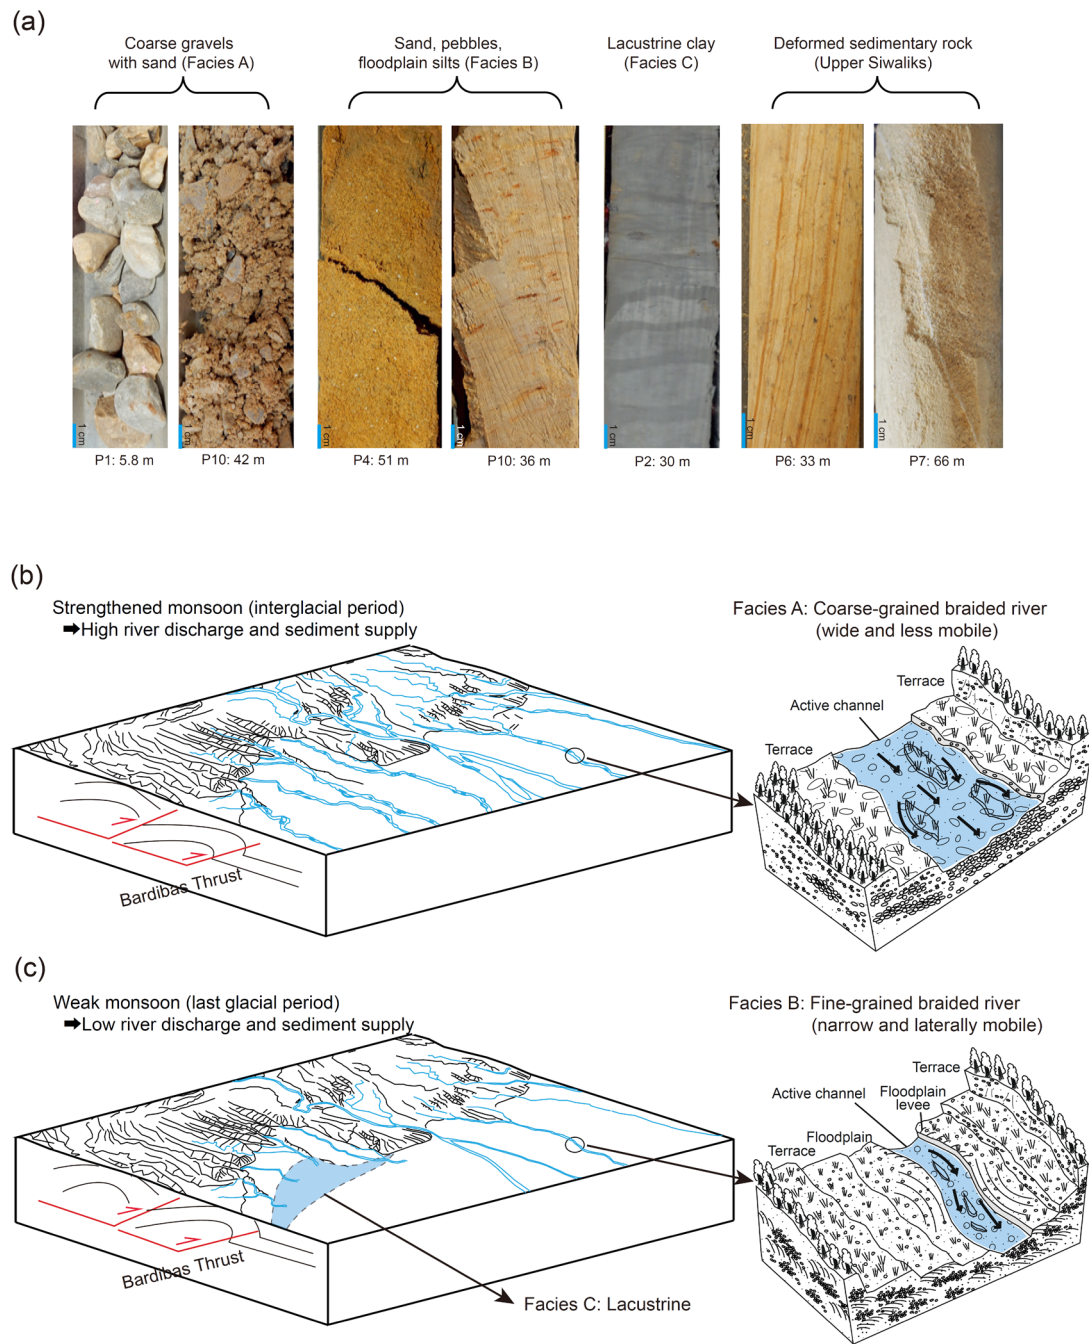 (a)
Coarse gravels
with sand (Facies A)
Sand, pebbles,
floodplain silts (Facies B)
Lacustrine clay
(Facies C)
Deformed sedimentary rock
(Upper Siwaliks)
1 cm
1 cm
1 cm
1 cm
1 cm
1 cm
1 cm
P1: 5.8 m
P10: 42 m
P4: 51 m
P10: 36 m
P2: 30 m
P6: 33 m
P7: 66 m
(b)
Strengthened monsoon (interglacial period)
➡High river discharge and sediment supply
Facies A: Coarse-grained braided river
(wide and less mobile)
Terrace
Active channel
Terrace
Bardibas Thrust
(c)
Weak monsoon (last glacial period)
➡Low river discharge and sediment supply
Facies B: Fine-grained braided river
(narrow and laterally mobile)
Terrace
Active channel
Floodplain
levee
Floodplain
Terrace
Bardibas Thrust
Facies C: Lacustrine